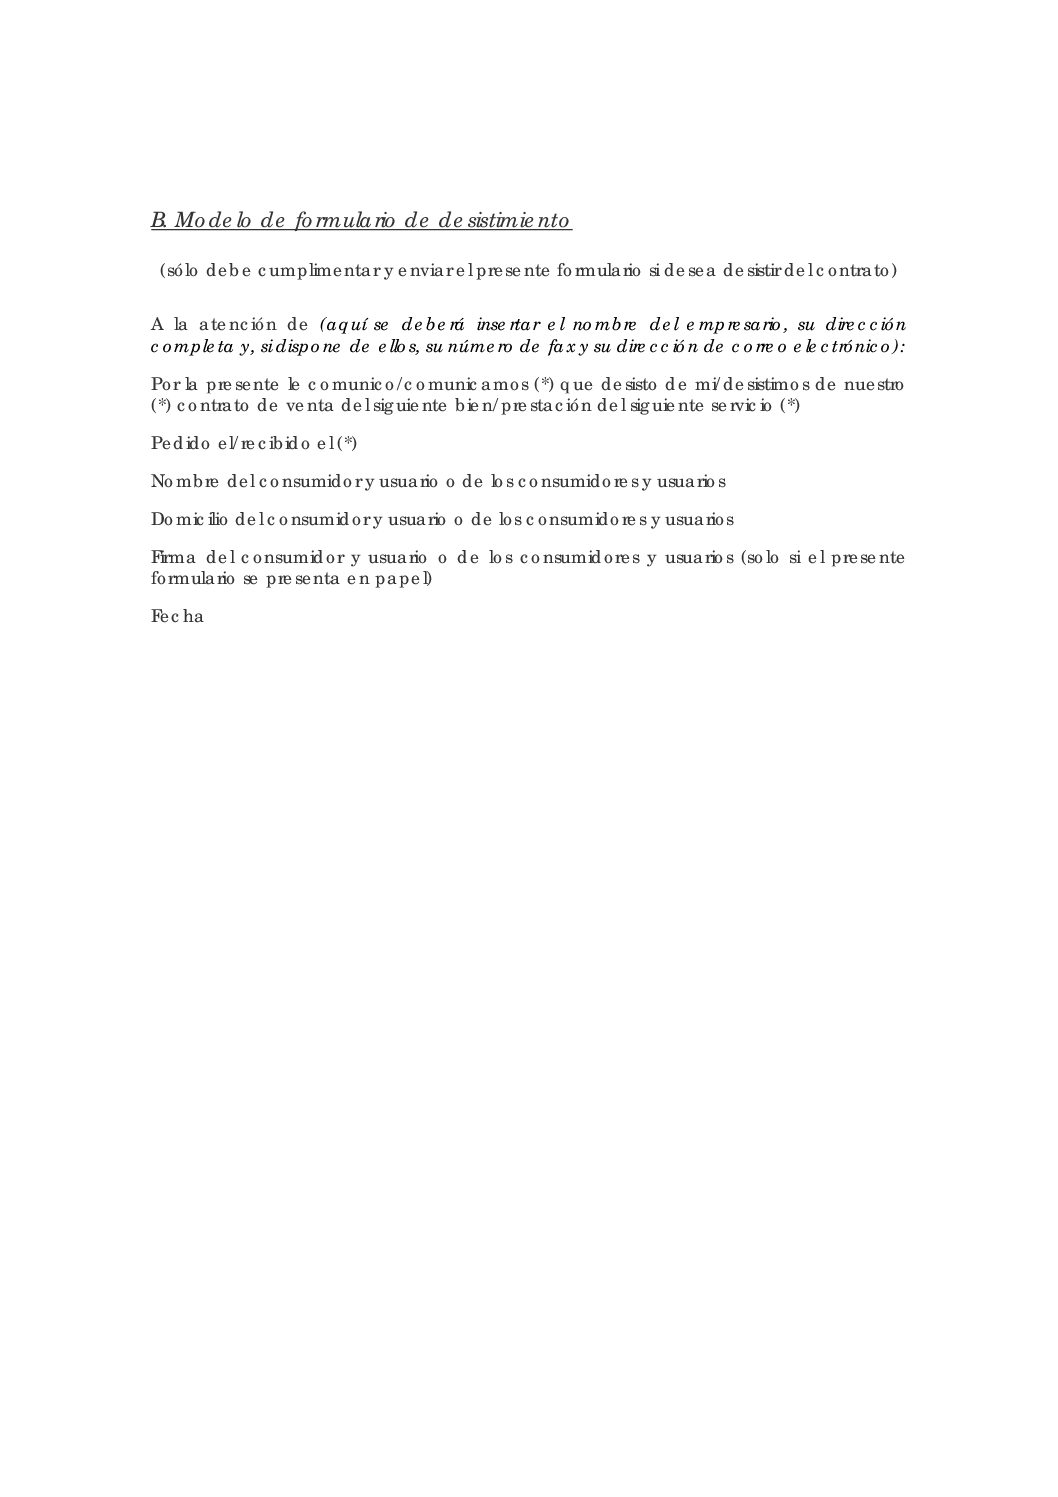 B. Modelo de formulario de desistimiento
(sólo debe cumplimentar y enviar el presente formulario si desea desistir del contrato)
A la atención de (aquí se deberá insertar el nombre del empresario, su dirección
completa y, si dispone de ellos, su número de fax y su dirección de correo electrónico):
Por la presente le comunico/comunicamos (*) que desisto de mi/desistimos de nuestro
(*) contrato de venta del siguiente bien/prestación del siguiente servicio (*)
Pedido el/recibido el (*)
Nombre del consumidor y usuario o de los consumidores y usuarios
Domicilio del consumidor y usuario o de los consumidores y usuarios
Firma del consumidor y usuario o de los consumidores y usuarios (solo si el presente
formulario se presenta en papel)
Fecha